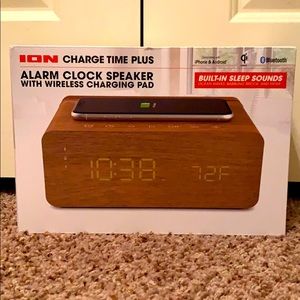 ION CHARGE TIME PLUS
ALARM CLOCK SPEAKER
WITH WIRELESS CHARGING PAD
iPhone & Android
Qi
Bluetooth
BUILT-IN SLEEP SOUNDS
10:38
72F